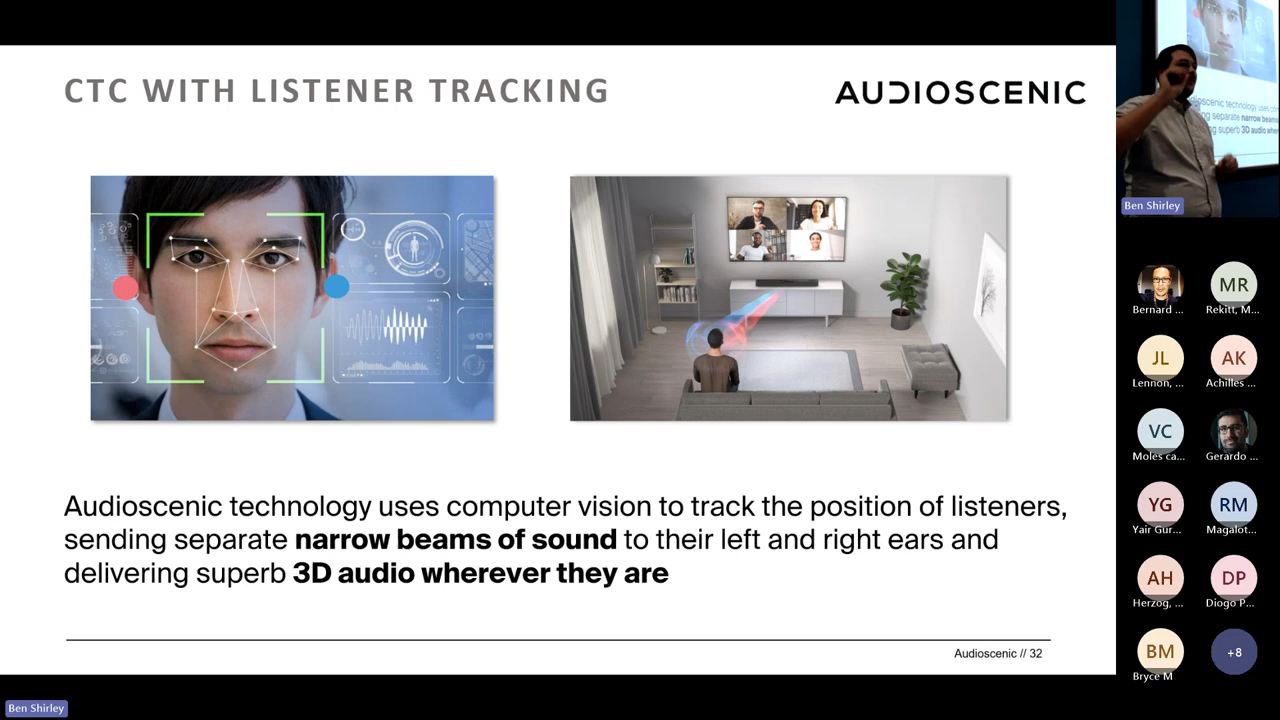 CTC WITH LISTENER TRACKING
AUDIOSCENIC
Audioscenic technology uses computer vision to track the position of listeners,
sending separate narrow beams of sound to their left and right ears and
delivering superb 3D audio wherever they are
Audioscenic // 32
Ben Shirley
Ben Shirley
Bernard ...
MR
Rekitt, M...
JL
Lennon, ...
AK
Achilles ...
VC
Moles ca...
Gerardo ...
YG
Yair Gur...
RM
Magalot...
AH
Herzog, ...
DP
Diogo P...
BM
Bryce M
+8